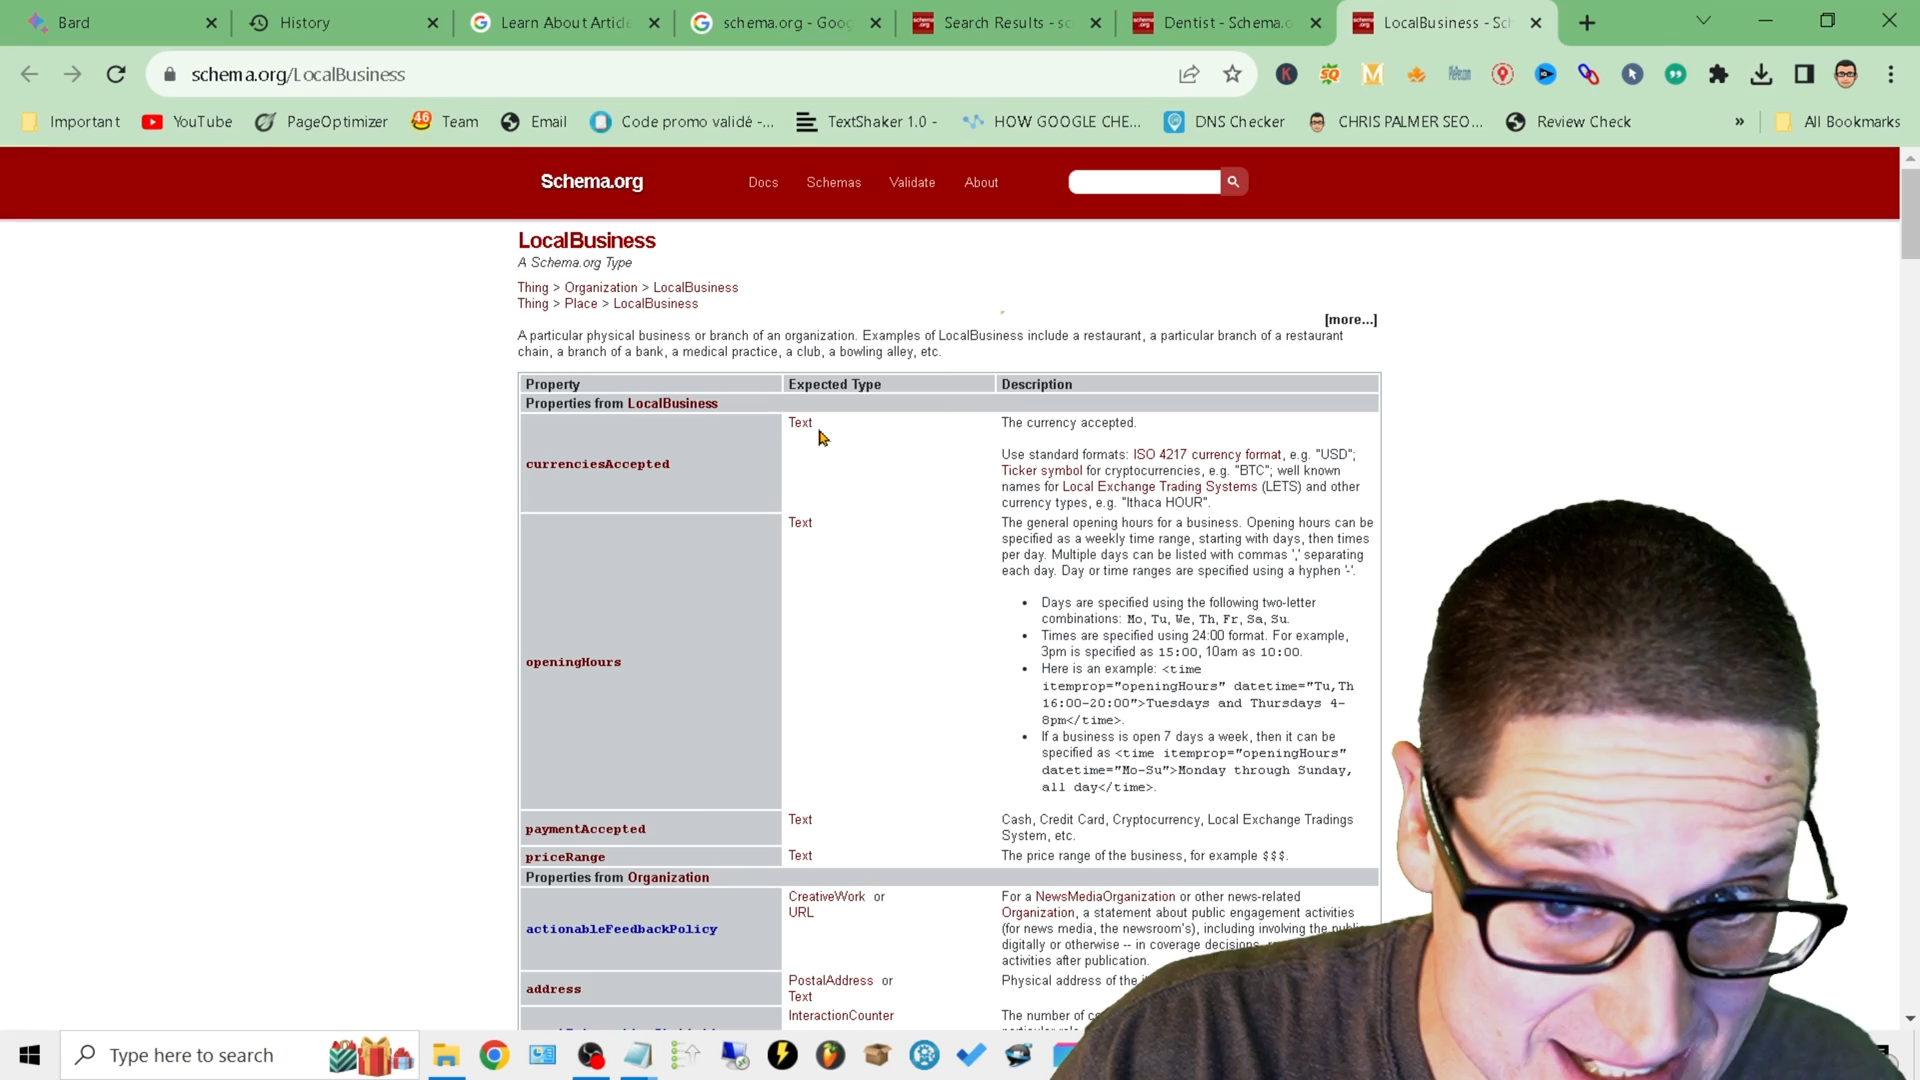 Bard
History
Learn About Article
schema.org - Goog
Search Results - sc
Dentist - Schema.o
LocalBusiness - Sch
schema.org/LocalBusiness
Important
YouTube
PageOptimizer
46
Team
Email
Code promo validé -...
TextShaker 1.0 -
HOW GOOGLE CHE...
DNS Checker
CHRIS PALMER SEO...
Review Check
»
All Bookmarks
Schema.org
Docs
Schemas
Validate
About
LocalBusiness
A Schema.org Type
Thing > Organization > LocalBusiness
Thing > Place > LocalBusiness
[more...]
A particular physical business or branch of an organization. Examples of LocalBusiness include a restaurant, a particular branch of a restaurant
chain, a branch of a bank, a medical practice, a club, a bowling alley, etc.
Property Expected Type Description
Properties from LocalBusiness
currenciesAccepted
Text
The currency accepted.
Use standard formats: ISO 4217 currency format, e.g. "USD";
Ticker symbol for cryptocurrencies, e.g. "BTC"; well known
names for Local Exchange Trading Systems (LETS) and other
currency types, e.g. "Ithaca HOUR".
openingHours
Text
The general opening hours for a business. Opening hours can be
specified as a weekly time range, starting with days, then times
per day. Multiple days can be listed with commas ',' separating
each day. Day or time ranges are specified using a hyphen '-'.
• Days are specified using the following two-letter
combinations: Mo, Tu, We, Th, Fr, Sa, Su.
• Times are specified using 24:00 format. For example,
3pm is specified as 15:00, 10am as 10:00.
• Here is an example: <time
itemprop="openingHours" datetime="Tu,Th
16:00-20:00">Tuesdays and Thursdays 4-
8pm</time>.
• If a business is open 7 days a week, then it can be
specified as <time itemprop="openingHours"
datetime="Mo-Su">Monday through Sunday,
all day</time>.
paymentAccepted
Text
Cash, Credit Card, Cryptocurrency, Local Exchange Tradings
System, etc.
priceRange
Text
The price range of the business, for example $$$.
Properties from Organization
actionableFeedbackPolicy
CreativeWork or
URL
For a NewsMediaOrganization or other news-related
Organization, a statement about public engagement activities
(for news media, the newsroom's), including involving the
digitally or otherwise -- in coverage decisions,
activities after publication.
address
PostalAddress or
Text
Physical address of the
InteractionCounter
The number of
Type here to search